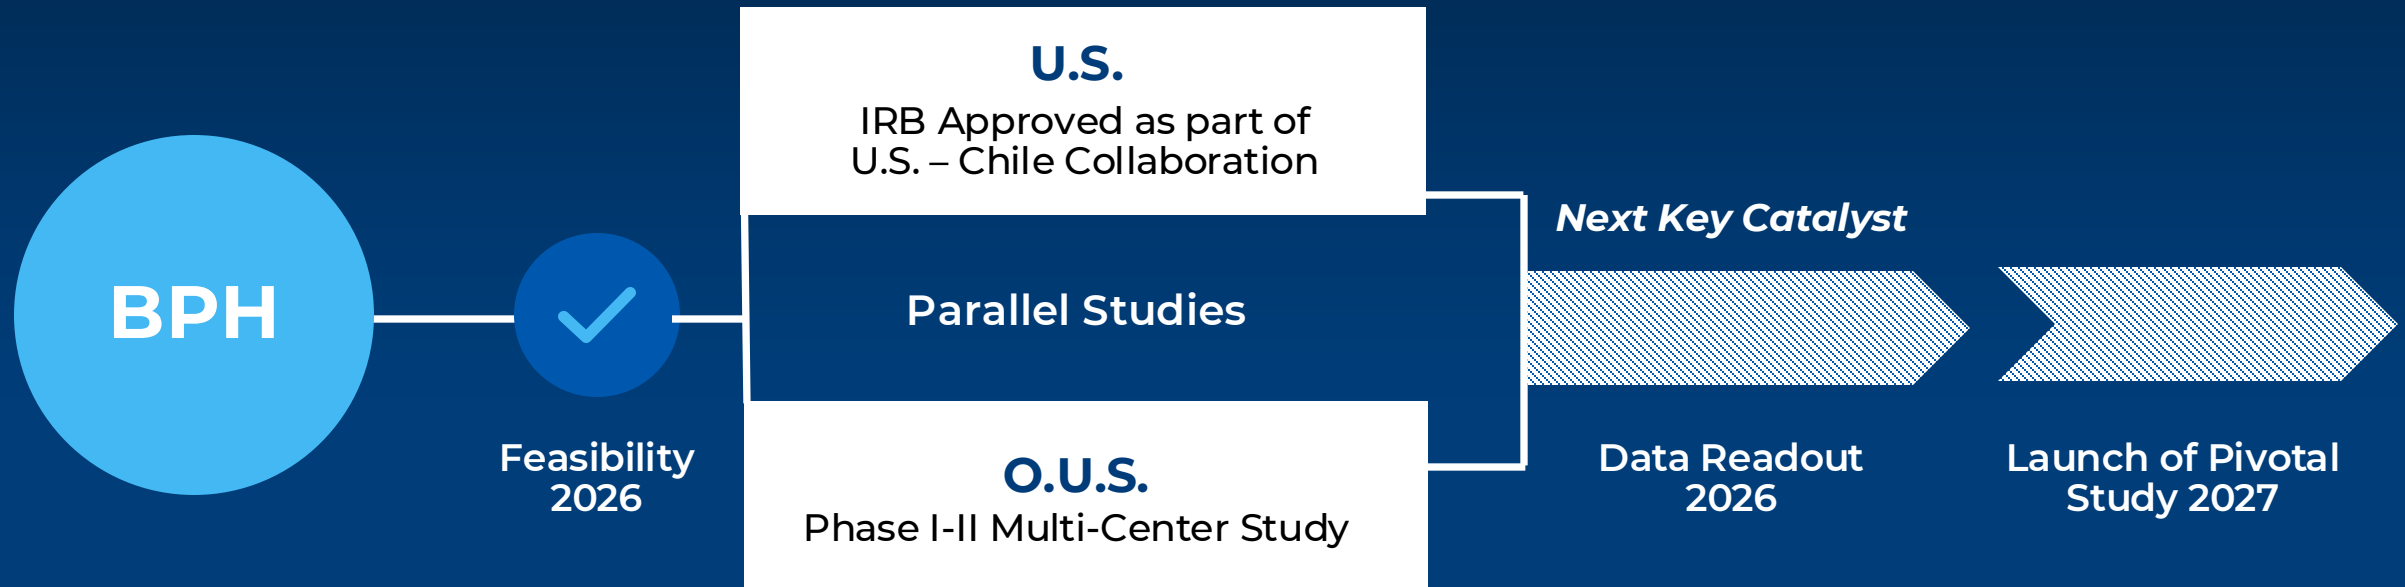 BPH
Feasibility
2026
U.S.
IRB Approved as part of
U.S. – Chile Collaboration
Parallel Studies
O.U.S.
Phase I-II Multi-Center Study
Next Key Catalyst
Data Readout
2026
Launch of Pivotal
Study 2027